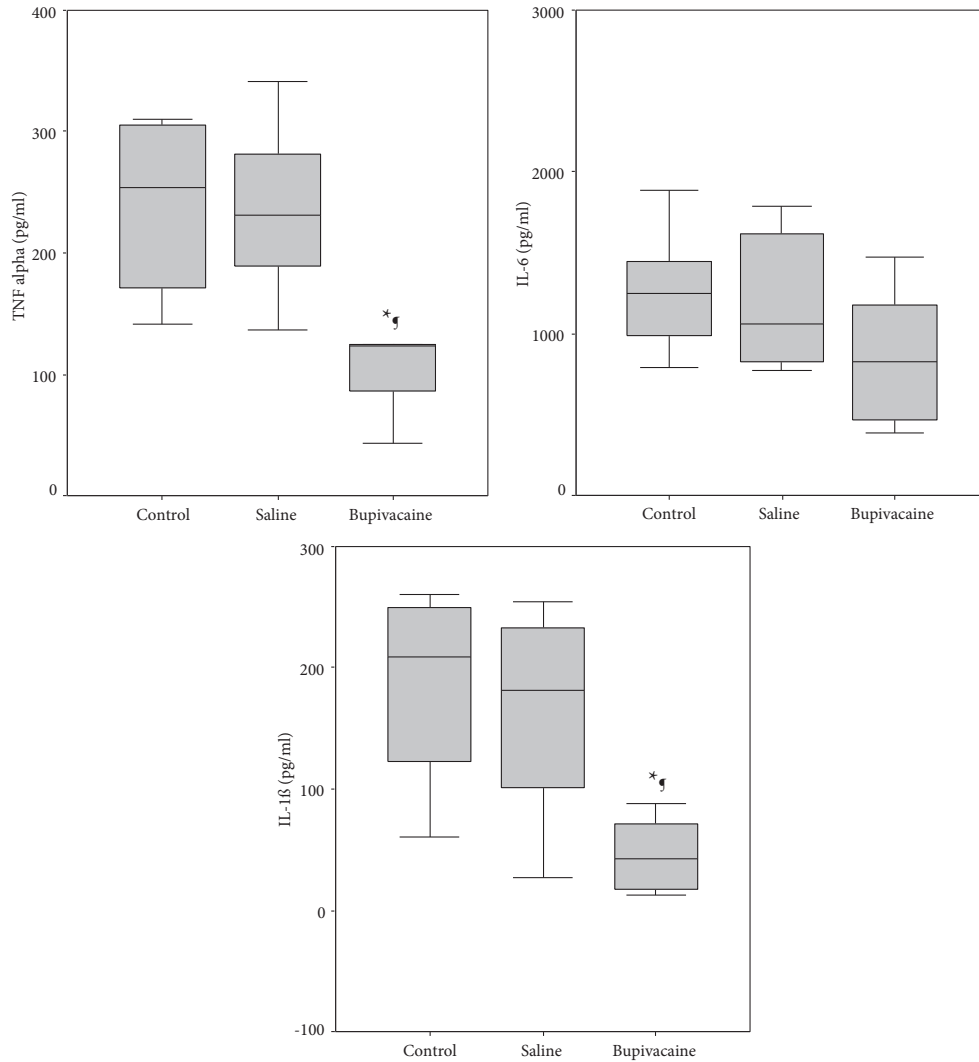 400
300
200
100
0
TNF alpha (pg/ml)
*¶
Control Saline Bupivacaine
3000
2000
1000
0
IL-6 (pg/ml)
Control Saline Bupivacaine
300
200
100
0
-100
IL-1ß (pg/ml)
*¶
Control Saline Bupivacaine